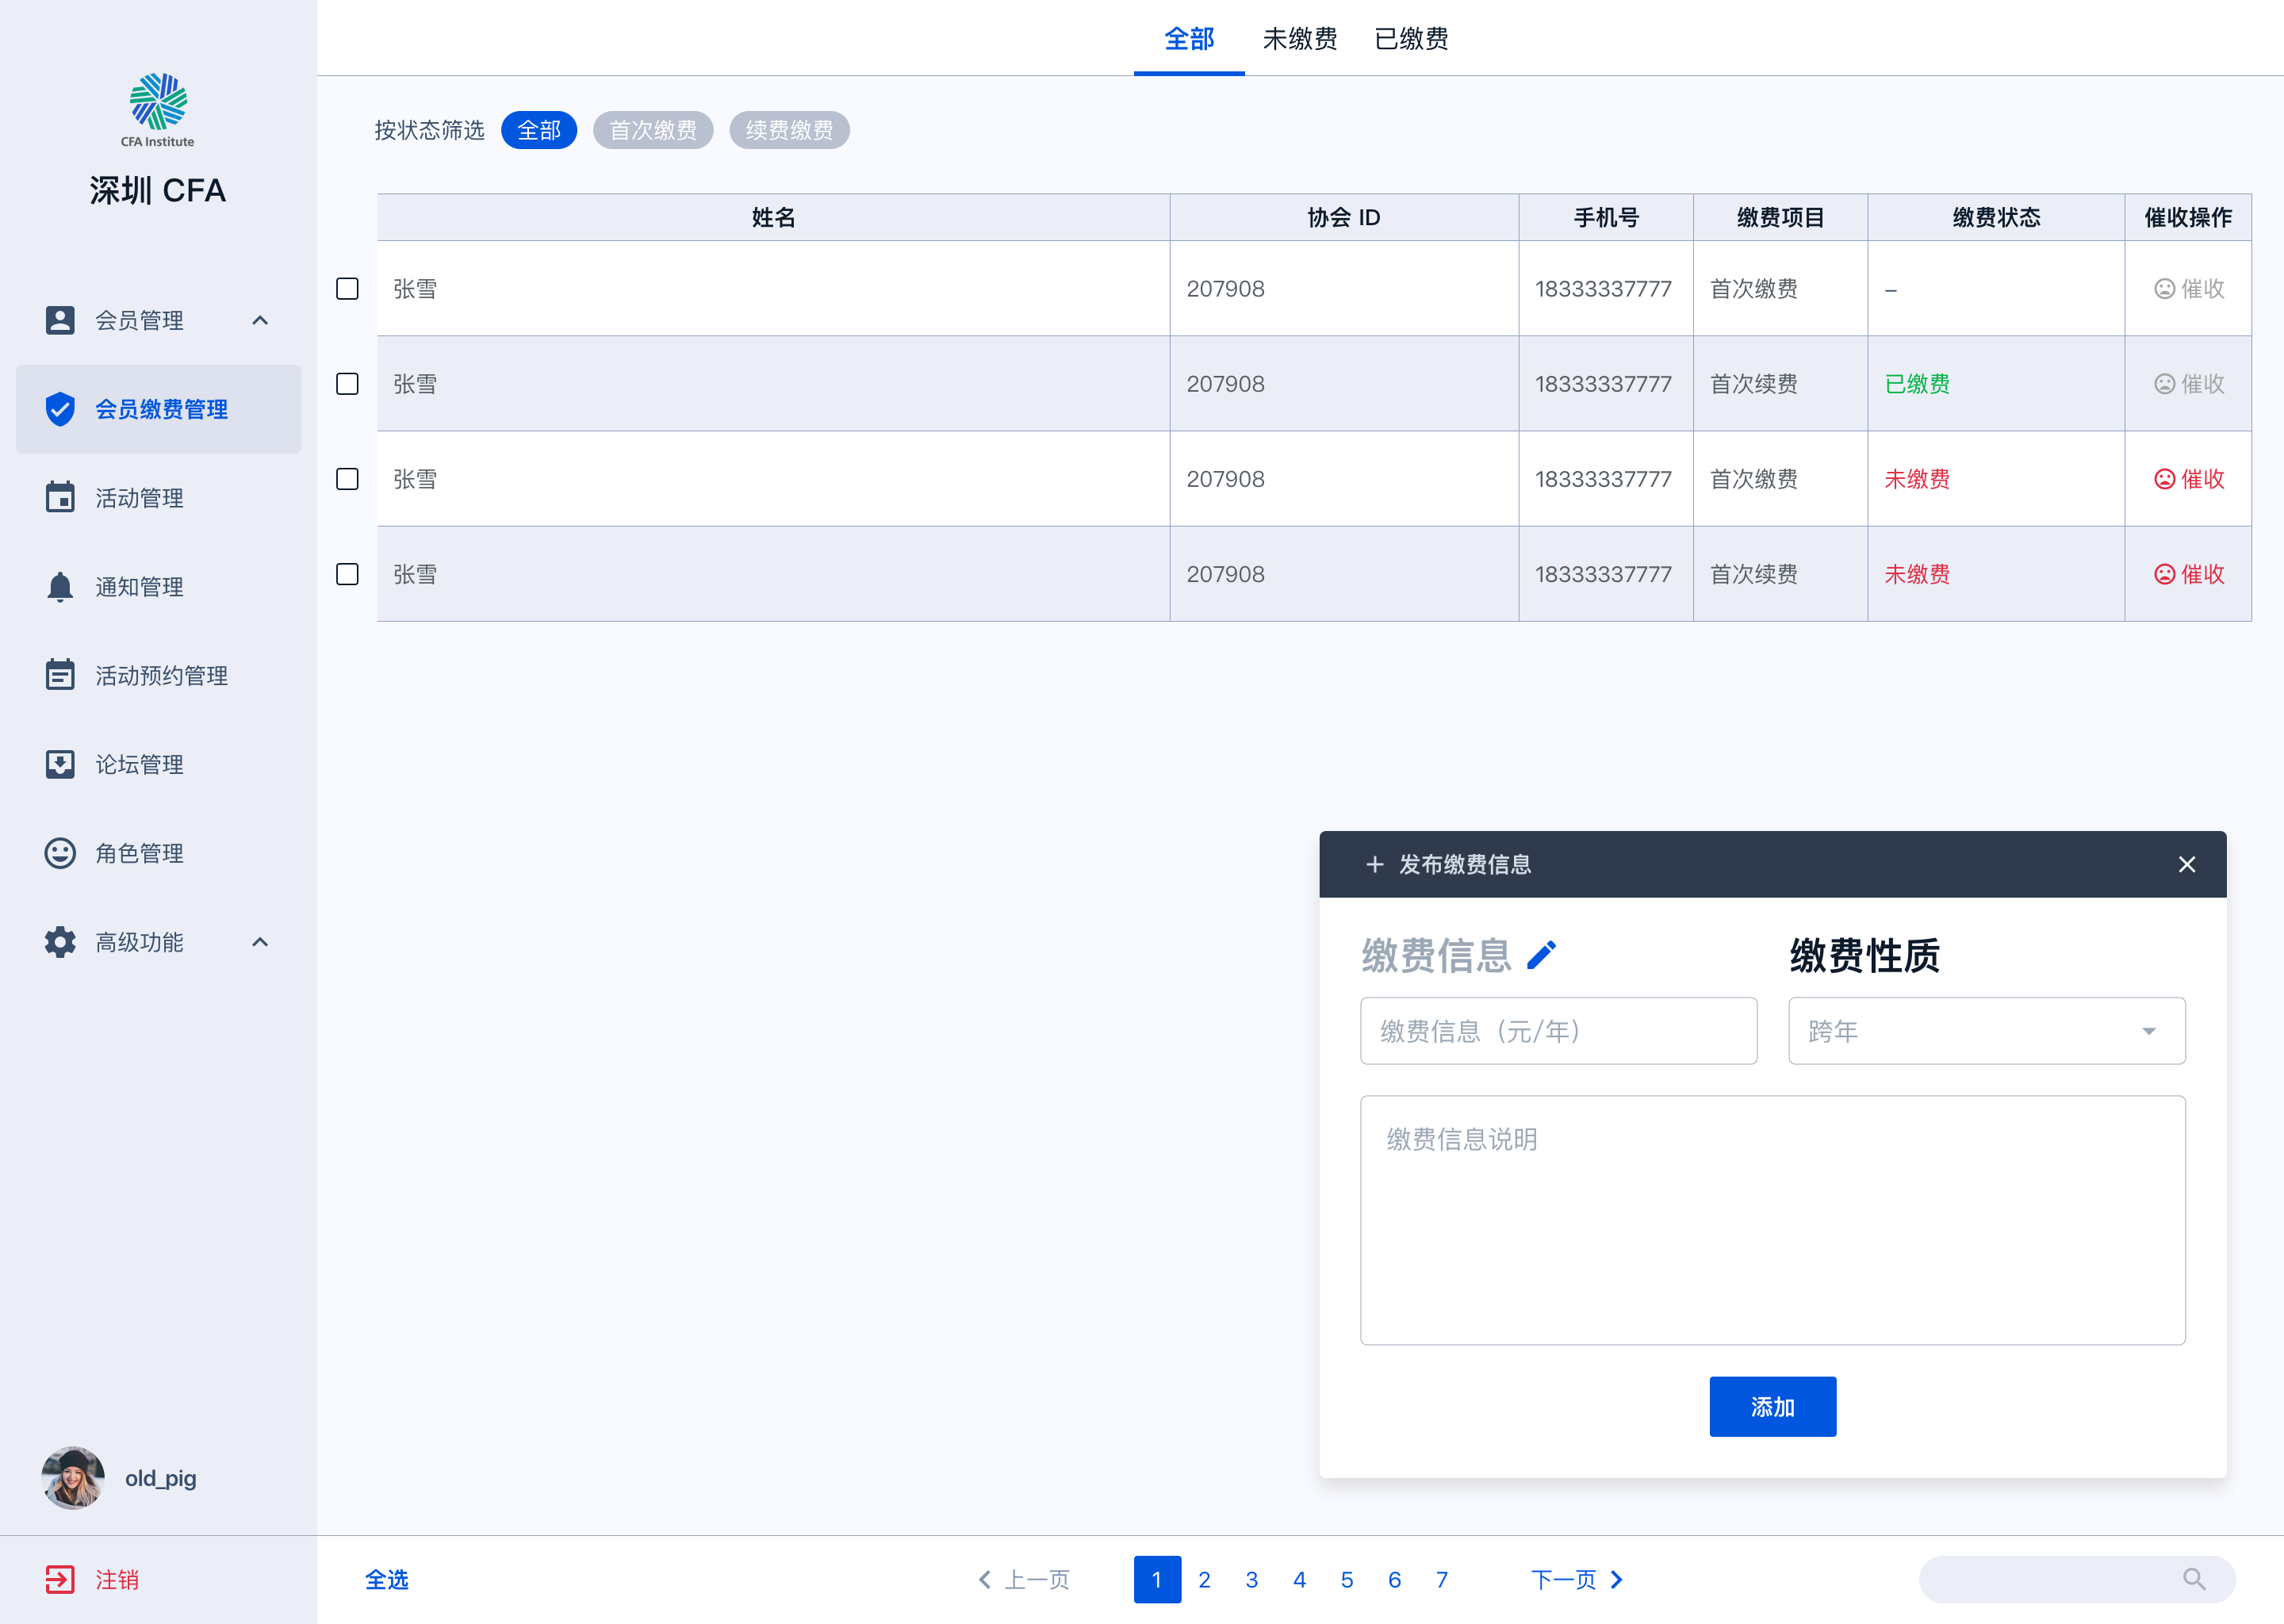 CFA Institute
深圳 CFA
会员管理
会员缴费管理
活动管理
通知管理
活动预约管理
论坛管理
角色管理
高级功能
old_pig
注销
全部 未缴费 已缴费
按状态筛选 全部 首次缴费 续费缴费
姓名 协会 ID 手机号 缴费项目 缴费状态 催收操作
张雪 207908 18333337777 首次缴费 – 催收
张雪 207908 18333337777 首次续费 已缴费 催收
张雪 207908 18333337777 首次缴费 未缴费 催收
张雪 207908 18333337777 首次续费 未缴费 催收
发布缴费信息
缴费信息 缴费性质
缴费信息（元/年） 跨年
缴费信息说明
添加
全选 上一页 1 2 3 4 5 6 7 下一页